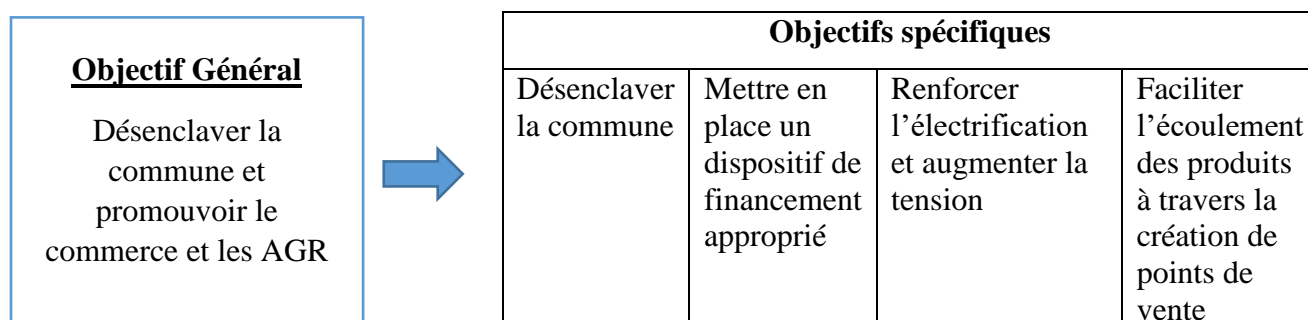 Objectif Général
Désenclaver la
commune et
promouvoir le
commerce et les AGR
Objectifs spécifiques
Désenclaver
la commune
Mettre en
place un
dispositif de
financement
approprié
Renforcer
l’électrification
et augmenter la
tension
Faciliter
l’écoulement
des produits
à travers la
création de
points de
vente